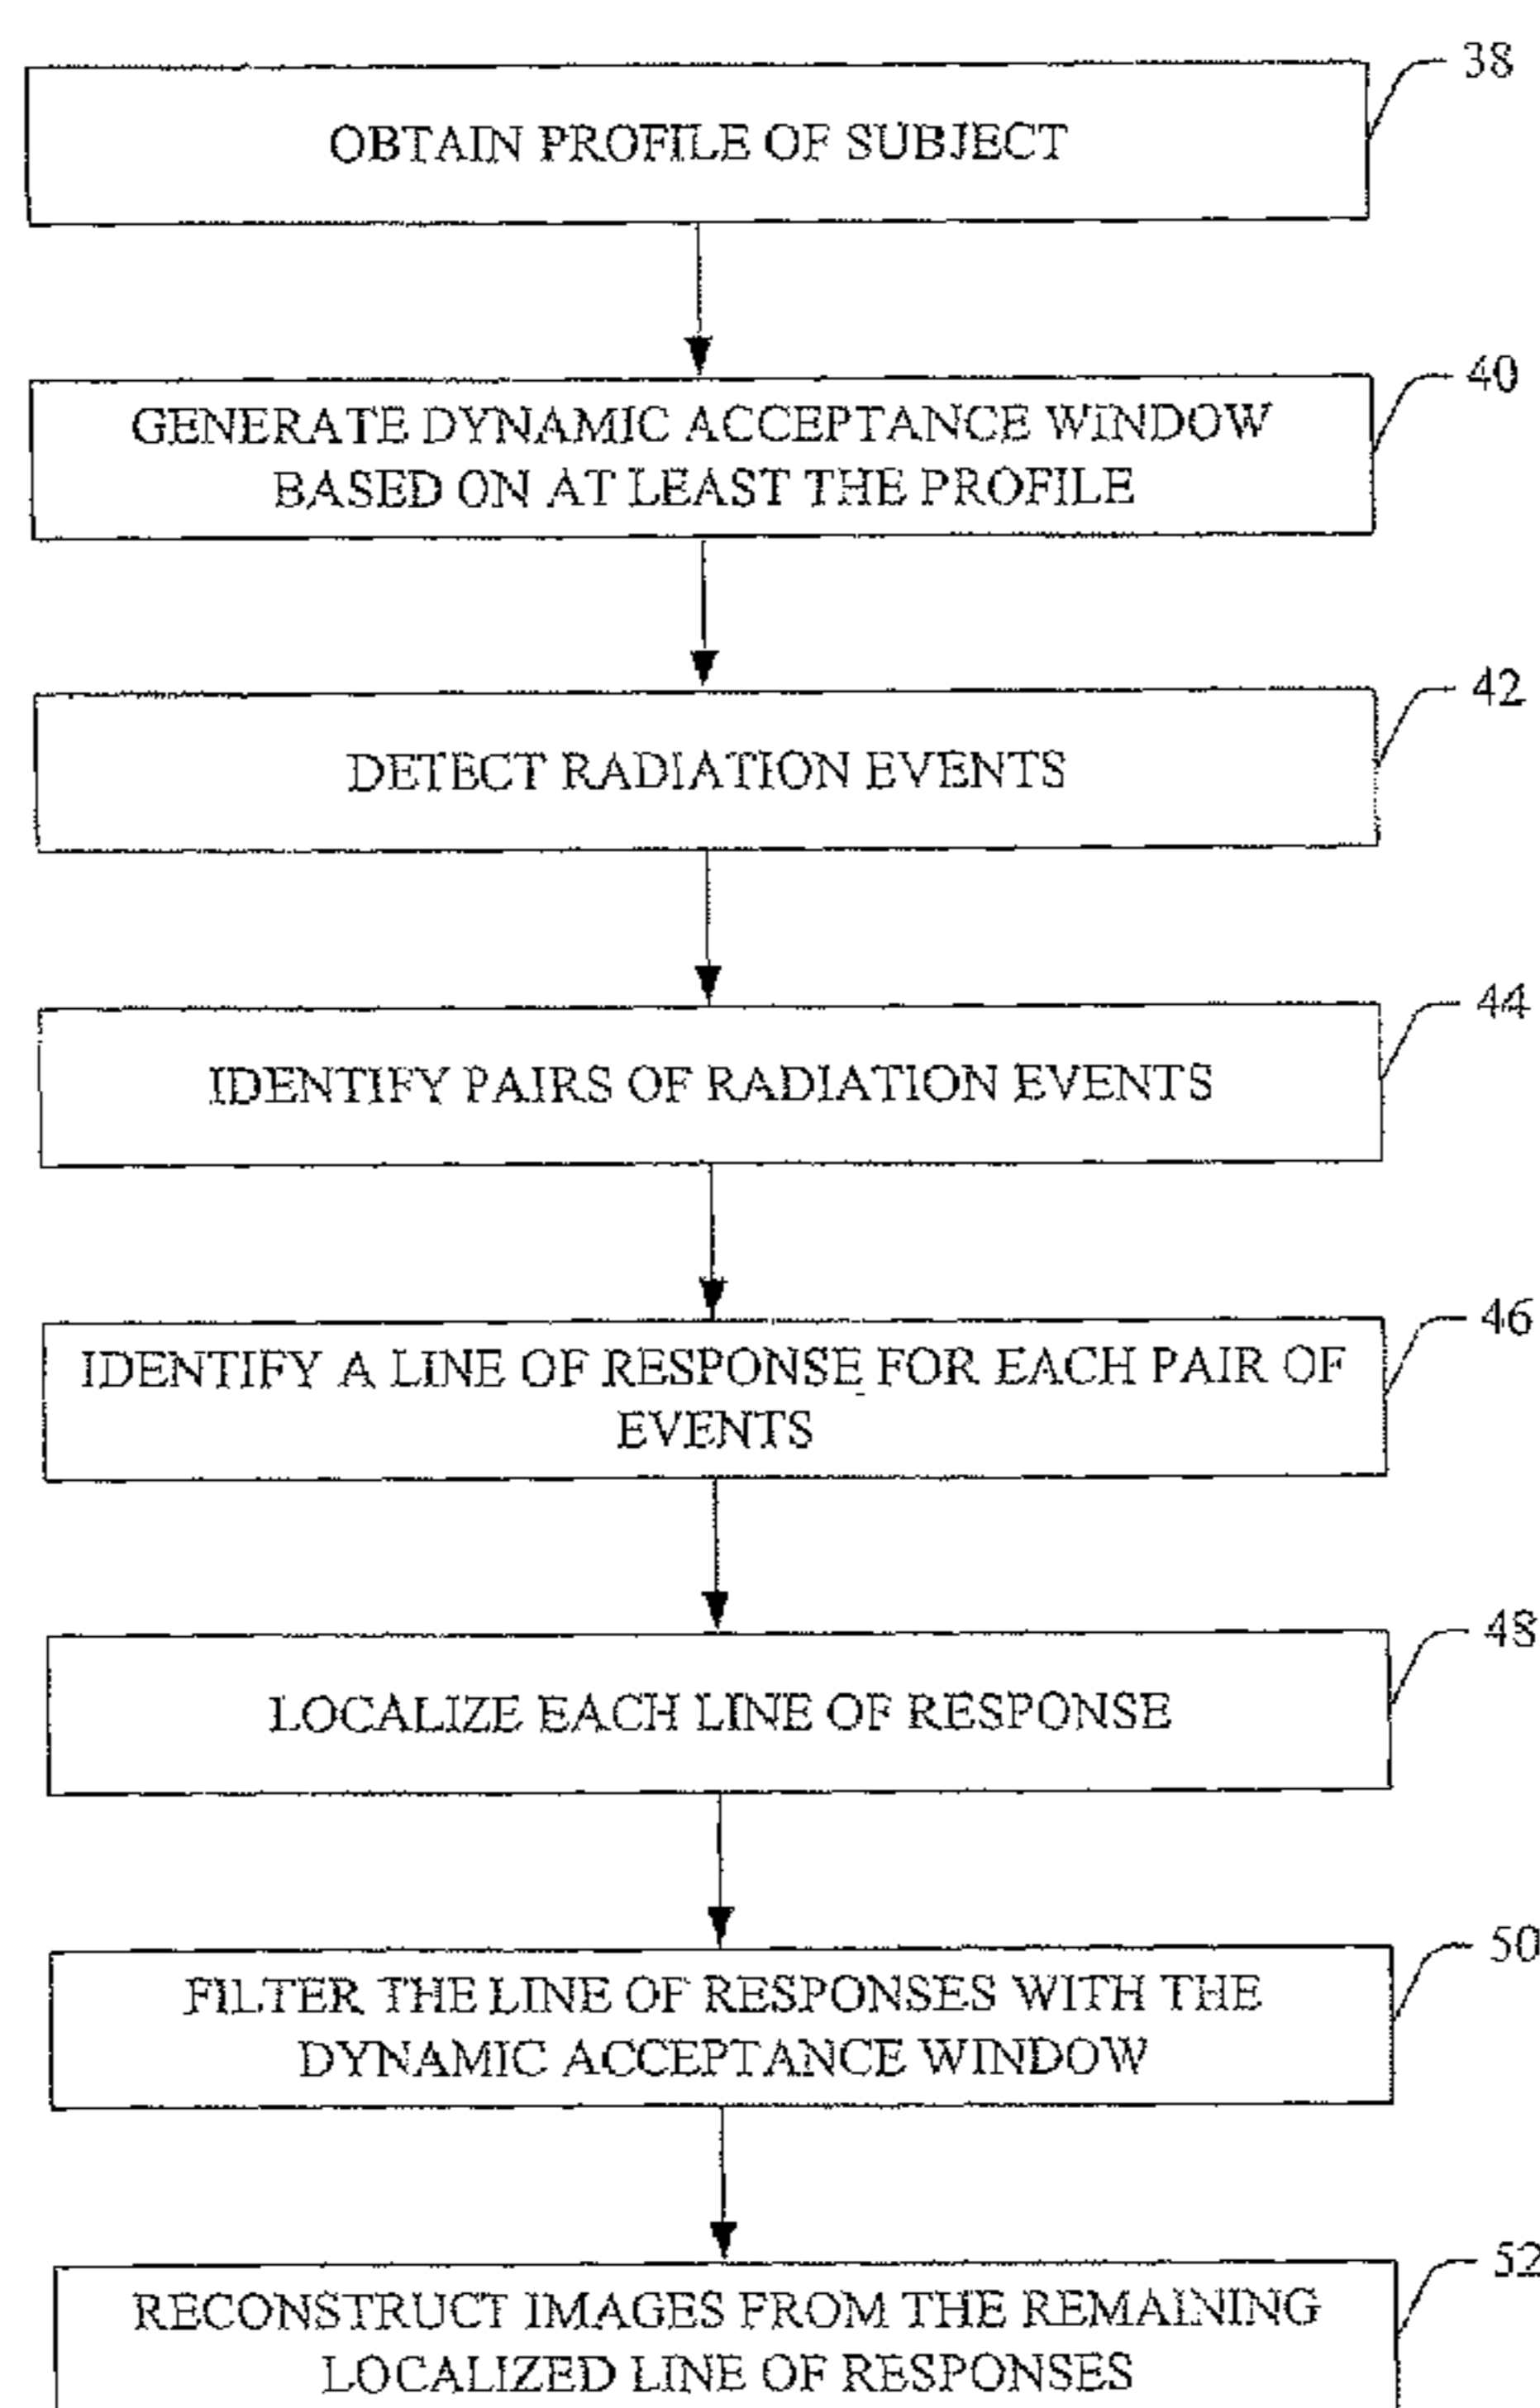 38
OBTAIN PROFILE OF SUBJECT
40
GENERATE DYNAMIC ACCEPTANCE WINDOW
BASED ON AT LEAST THE PROFILE
42
DETECT RADIATION EVENTS
44
IDENTIFY PAIRS OF RADIATION EVENTS
46
IDENTIFY A LINE OF RESPONSE FOR EACH PAIR OF
EVENTS
48
LOCALIZE EACH LINE OF RESPONSE
50
FILTER THE LINE OF RESPONSES WITH THE
DYNAMIC ACCEPTANCE WINDOW
52
RECONSTRUCT IMAGES FROM THE REMAINING
LOCALIZED LINE OF RESPONSES